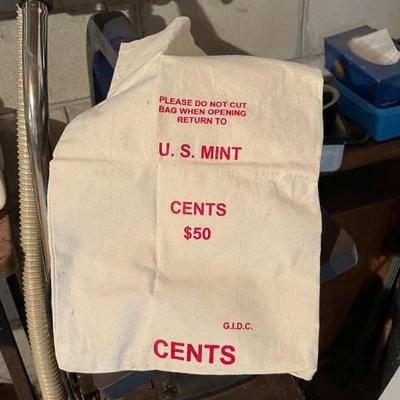 PLEASE DO NOT CUT
BAG WHEN OPENING
RETURN TO
U. S. MINT
CENTS
$50
G.I.D.C.
CENTS